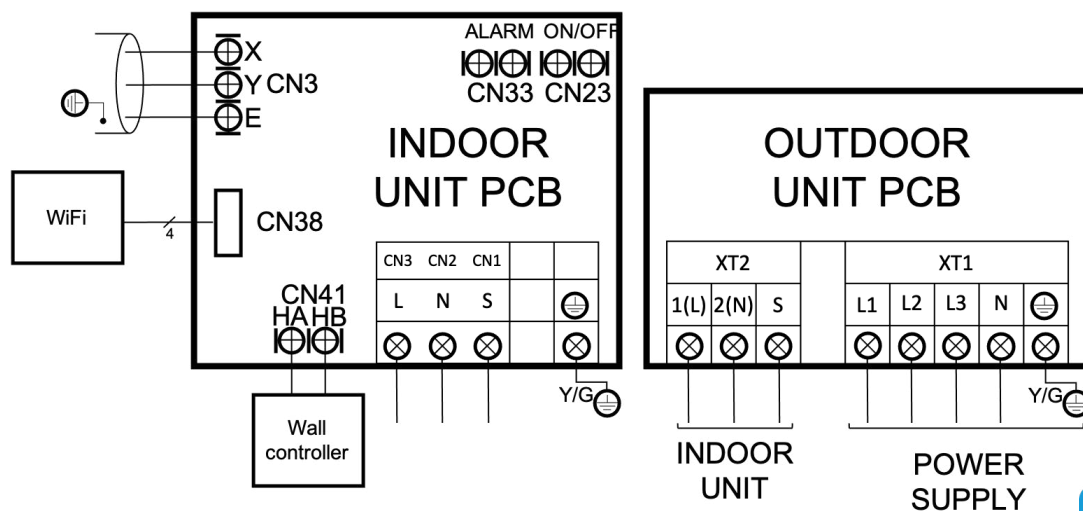 ALARM ON/OFF
X
Y CN3
E
CN33 CN23
INDOOR
UNIT PCB
WiFi
4
CN38
CN3 CN2 CN1
L N S
CN41
HA HB
Y/G
Wall
controller
OUTDOOR
UNIT PCB
XT2 XT1
1(L) 2(N) S L1 L2 L3 N
Y/G
INDOOR
UNIT
POWER
SUPPLY